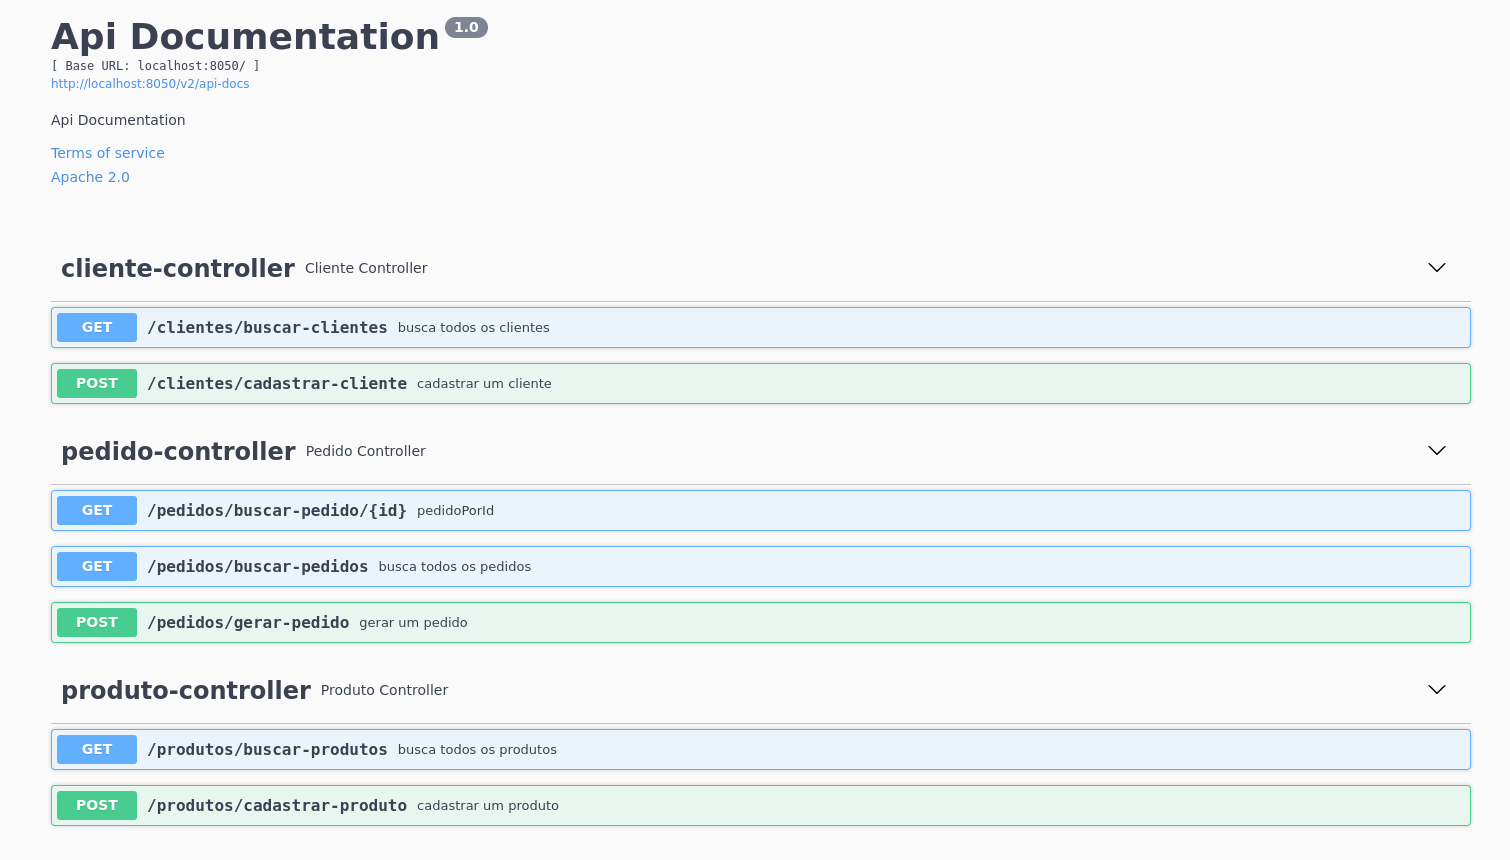 Api Documentation 1.0
[ Base URL: localhost:8050/ ]
http://localhost:8050/v2/api-docs
Api Documentation
Terms of service
Apache 2.0
cliente-controller Cliente Controller
GET /clientes/buscar-clientes busca todos os clientes
POST /clientes/cadastrar-cliente cadastrar um cliente
pedido-controller Pedido Controller
GET /pedidos/buscar-pedido/{id} pedidoPorId
GET /pedidos/buscar-pedidos busca todos os pedidos
POST /pedidos/gerar-pedido gerar um pedido
produto-controller Produto Controller
GET /produtos/buscar-produtos busca todos os produtos
POST /produtos/cadastrar-produto cadastrar um produto